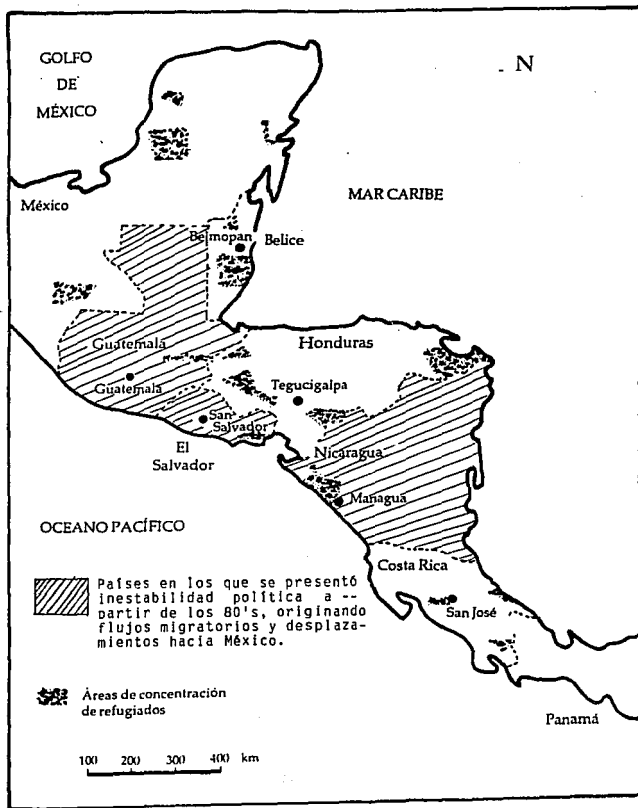 GOLFO
DE
MÉXICO
- N
México
MAR CARIBE
Belmopan
Belice
Guatemala
Guatemala
Honduras
Tegucigalpa
San
Salvador
El
Salvador
Nicaragua
Managua
OCEANO PACÍFICO
Costa Rica
San José
Panamá
Países en los que se presentó
inestabilidad política a --
partir de los 80's, originando
flujos migratorios y desplaza-
mientos hacia México.
Áreas de concentración
de refugiados
100 200 300 400 km